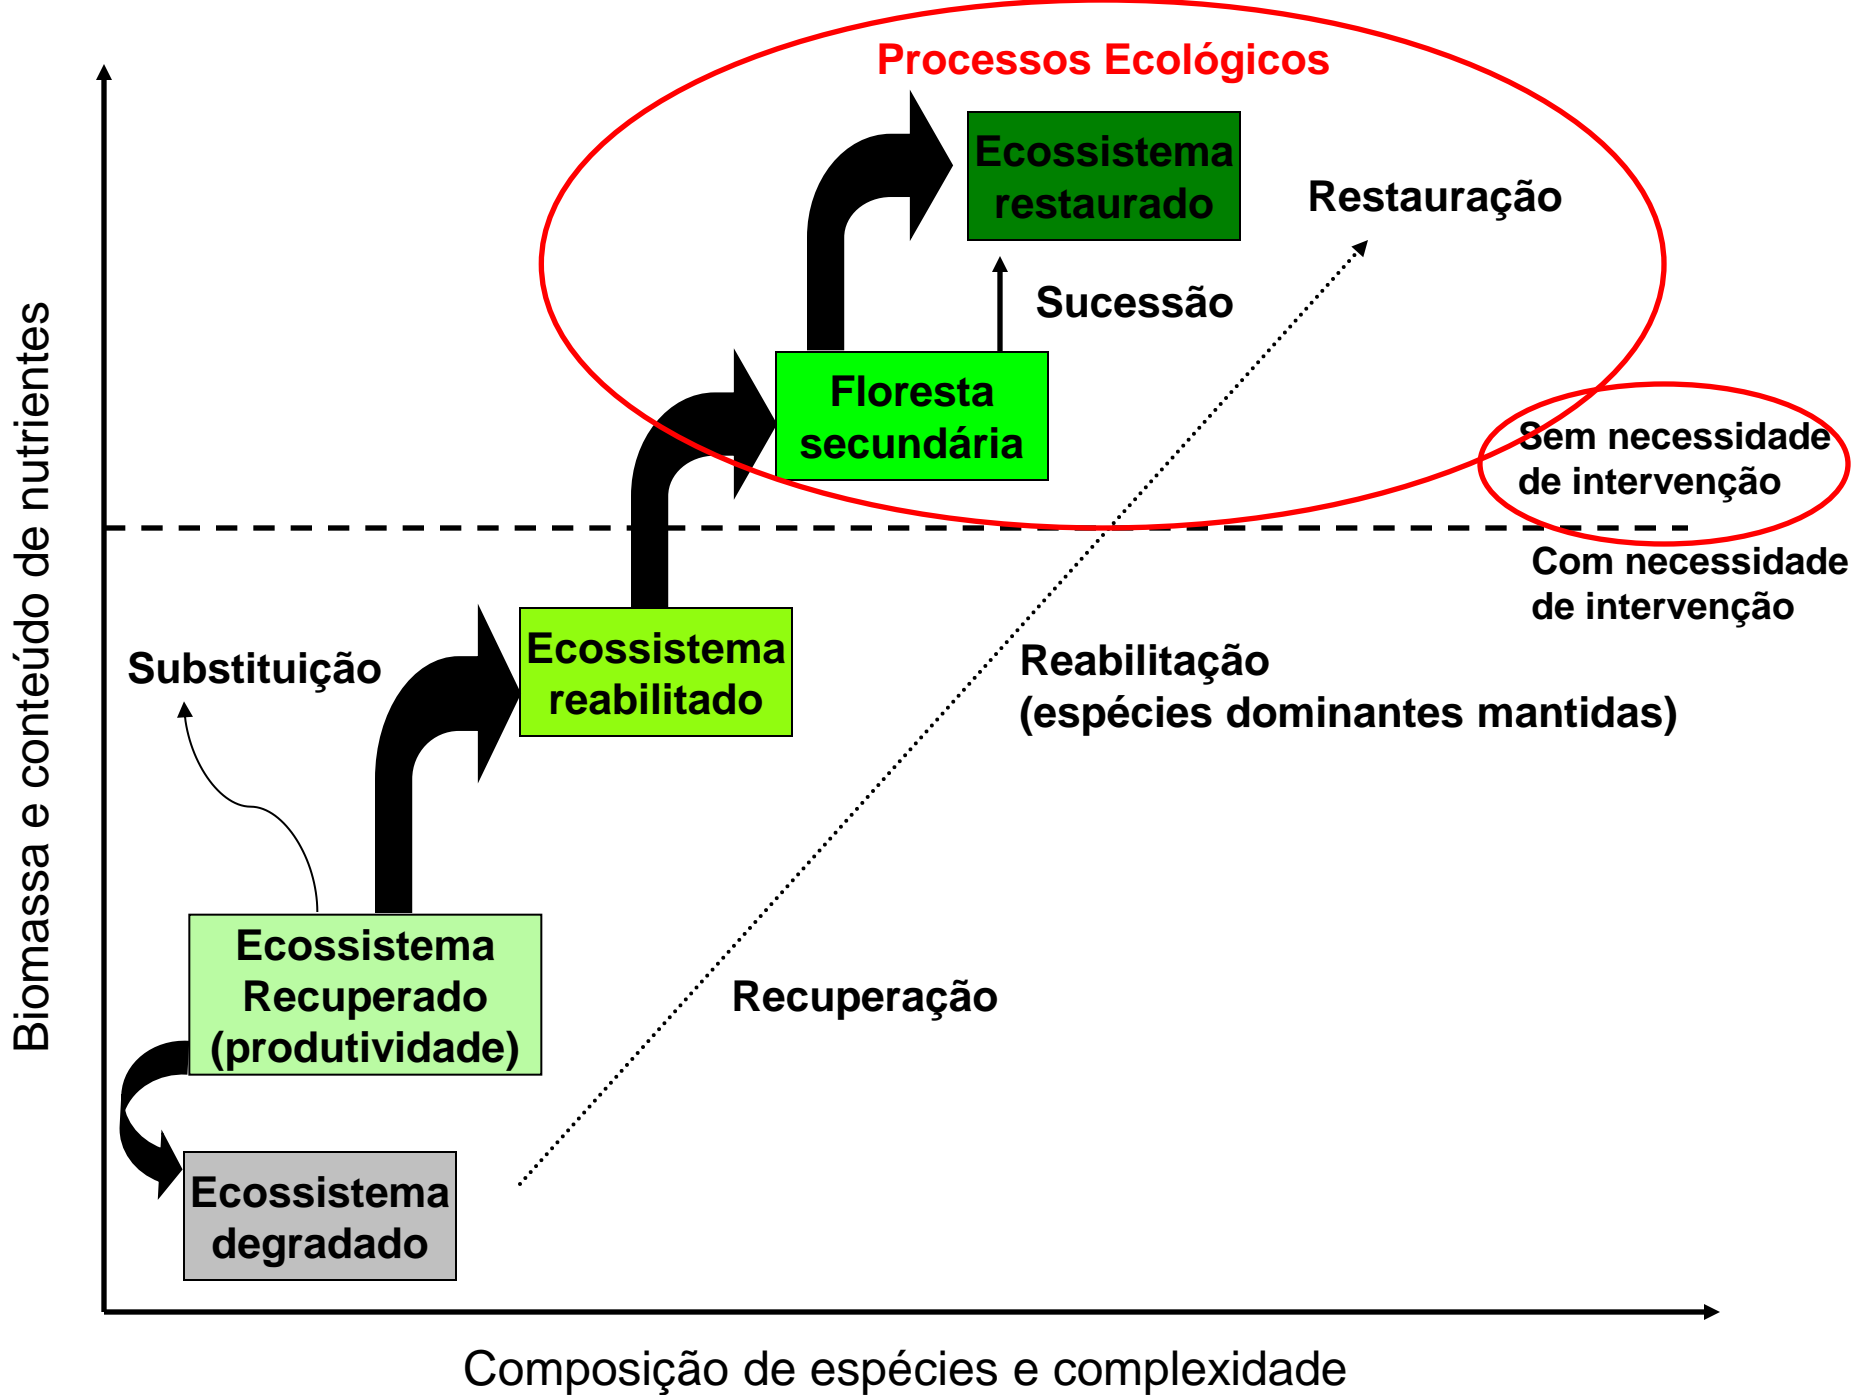 Processos Ecológicos
Ecossistema
restaurado
Restauração
Sucessão
Floresta
secundária
Sem necessidade
de intervenção
Com necessidade
de intervenção
Biomassa e conteúdo de nutrientes
Substituição
Ecossistema
reabilitado
Reabilitação
(espécies dominantes mantidas)
Ecossistema
Recuperado
(produtividade)
Recuperação
Ecossistema
degradado
Composição de espécies e complexidade